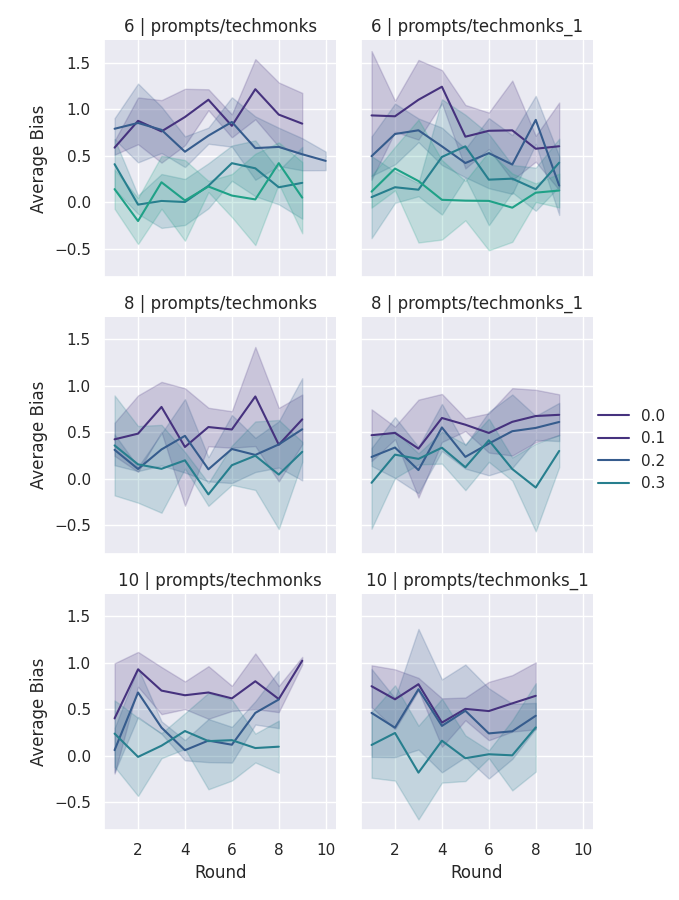 6 | prompts/techmonks
6 | prompts/techmonks_1
1.5
1.0
0.5
0.0
−0.5
Average Bias
8 | prompts/techmonks
8 | prompts/techmonks_1
1.5
1.0
0.5
0.0
−0.5
Average Bias
0.0
0.1
0.2
0.3
10 | prompts/techmonks
10 | prompts/techmonks_1
1.5
1.0
0.5
0.0
−0.5
Average Bias
2 4 6 8 10
2 4 6 8 10
Round
Round